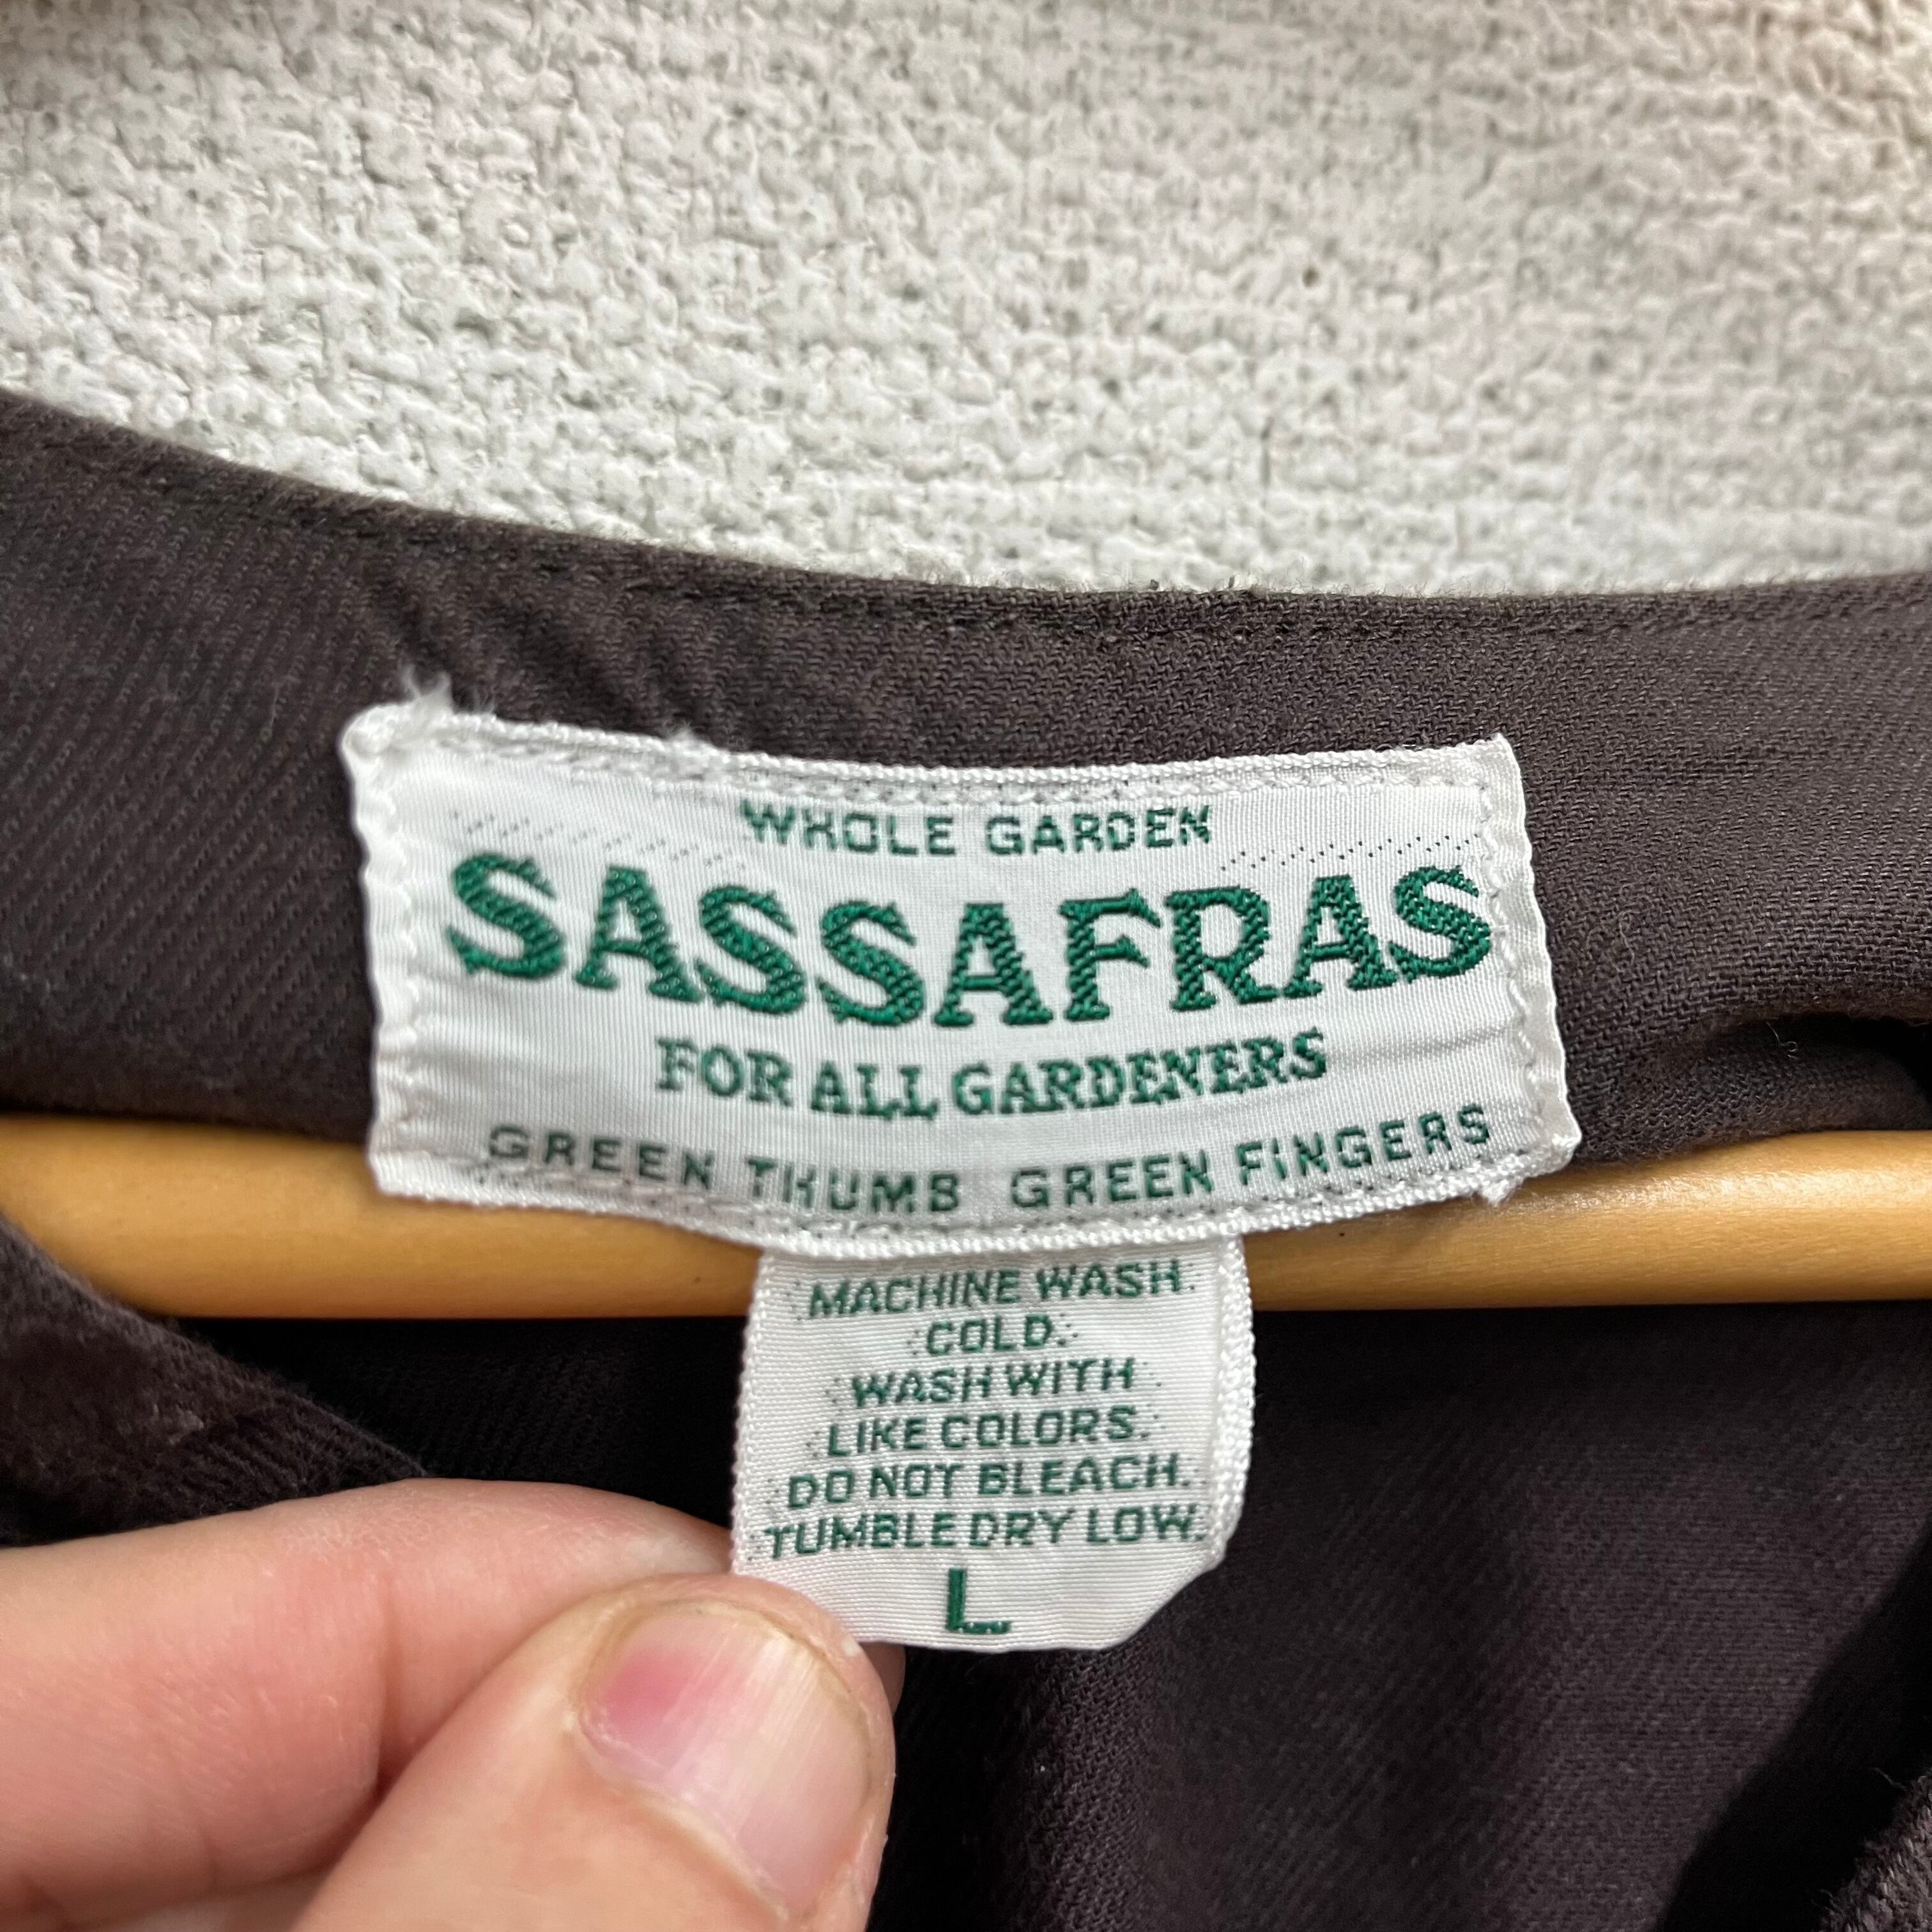 WHOLE GARDEN
SASSAFRAS
FOR ALL GARDENERS
GREEN THUMB GREEN FINGERS
MACHINE WASH
COLD.
WASH WITH
LIKE COLORS.
DO NOT BLEACH.
TUMBLE DRY LOW.
L